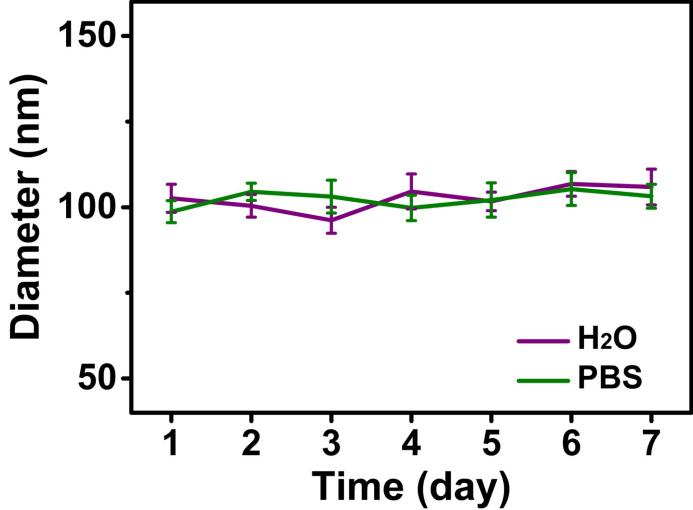 Diameter (nm)
150
100
50
H2O
PBS
1 2 3 4 5 6 7
Time (day)